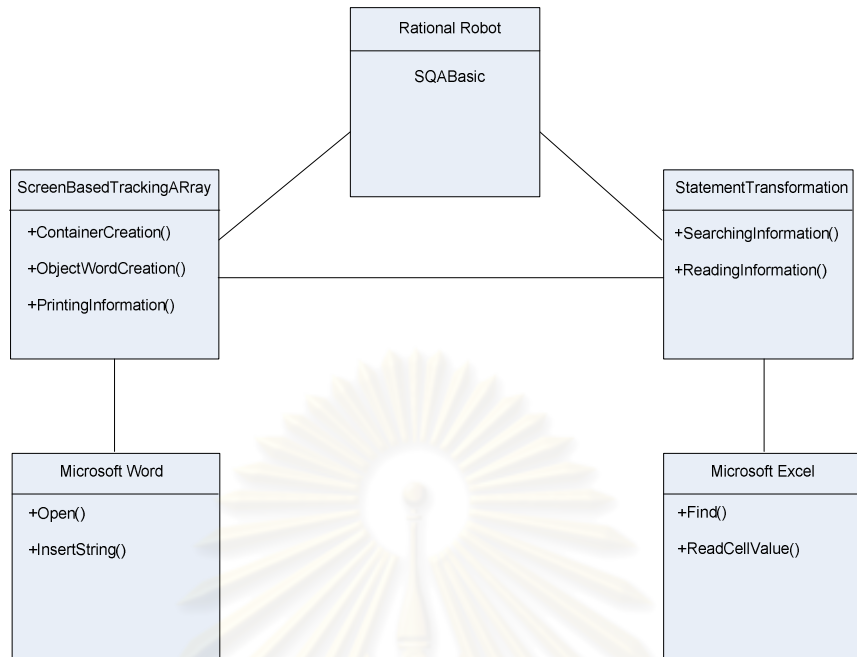 Rational Robot
SQABasic
ScreenBasedTrackingARray
+ContainerCreation()
+ObjectWordCreation()
+PrintingInformation()
StatementTransformation
+SearchingInformation()
+ReadingInformation()
Microsoft Word
+Open()
+InsertString()
Microsoft Excel
+Find()
+ReadCellValue()